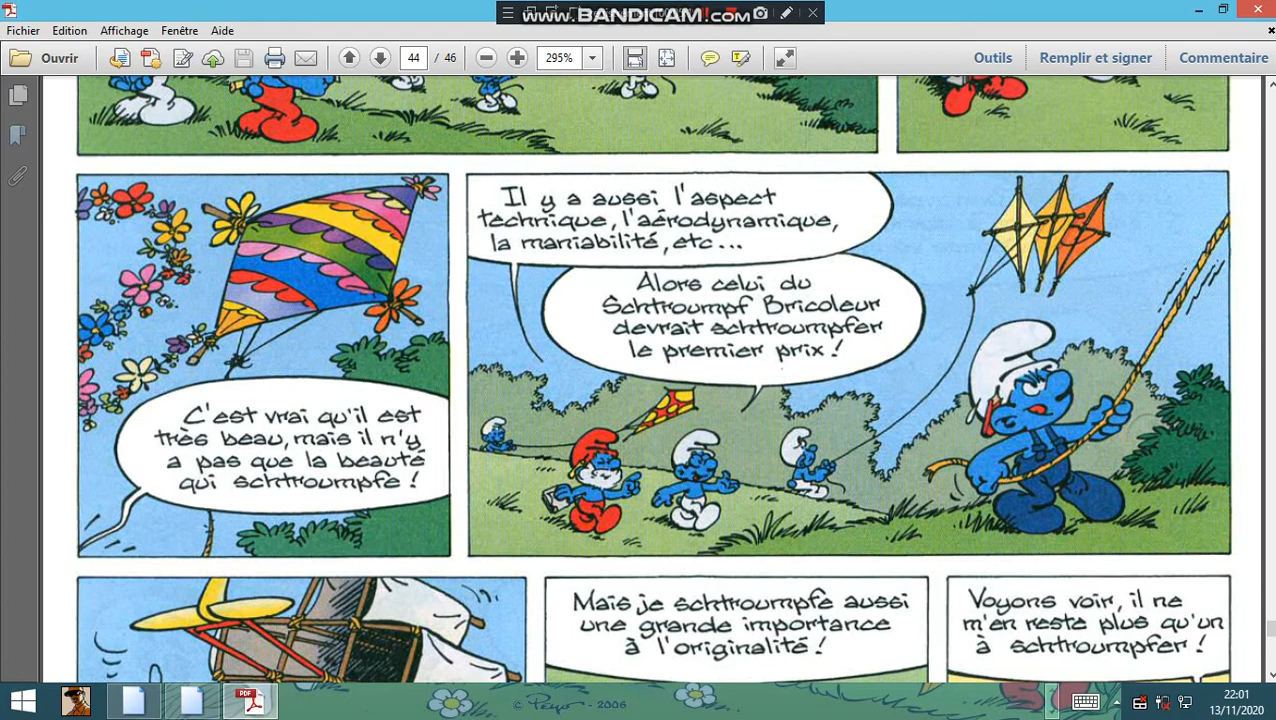 www.BANDICAM.com
Fichier Edition Affichage Fenêtre Aide
Ouvrir
44 / 46
295%
Outils
Remplir et signer
Commentaire
Il y a aussi l'aspect
technique, l'aérodynamique,
la maniabilité, etc...
Alors celui du
Schtroumpf Bricoleur
devrait schtroumpfer
le premier prix !
C'est vrai qu'il est
très beau, mais il n'y
a pas que la beauté
qui schtroumpfe !
Mais je schtroumpfe aussi
une grande importance
à l'originalité !
Voyons voir, il ne
m'en reste plus qu'un
à schtroumpfer !
© Peyo - 2006
PDF
22:01
13/11/2020